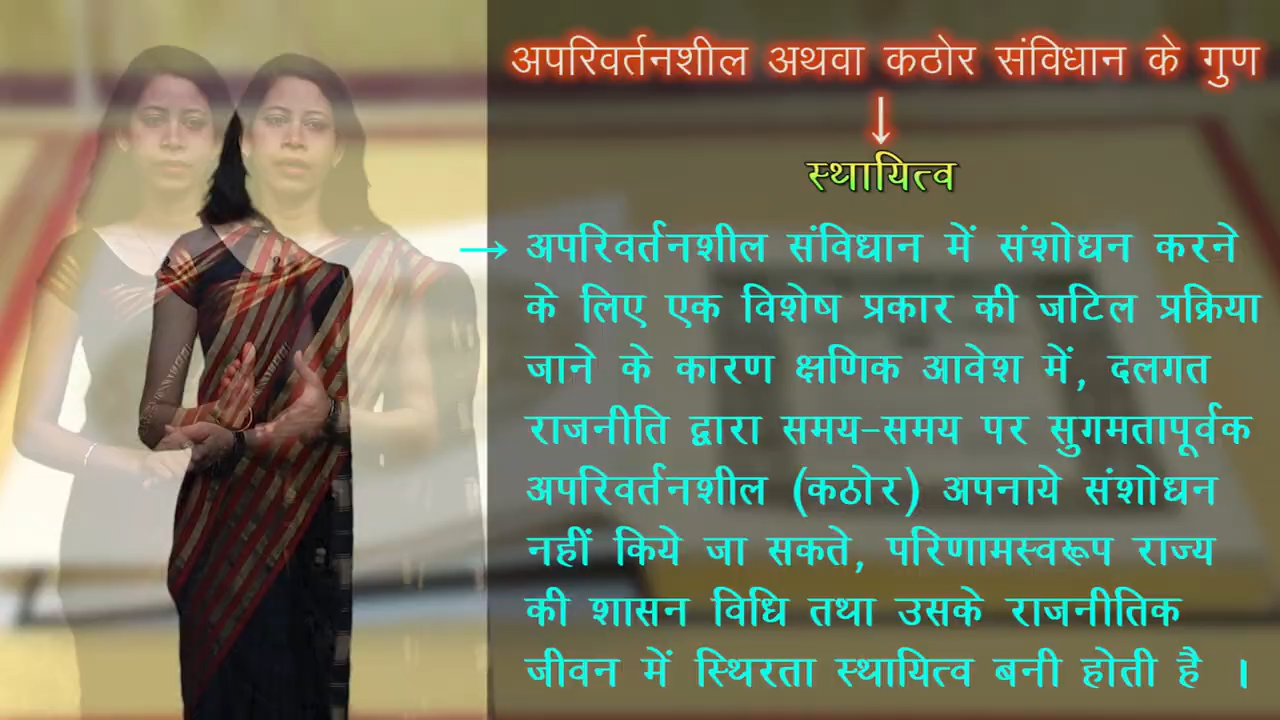 अपरिवर्तनशील अथवा कठोर संविधान के गुण
↓
स्थायित्व
→ अपरिवर्तनशील संविधान में संशोधन करने
के लिए एक विशेष प्रकार की जटिल प्रक्रिया
जाने के कारण क्षणिक आवेश में, दलगत
राजनीति द्वारा समय-समय पर सुगमतापूर्वक
अपरिवर्तनशील (कठोर) अपनाये संशोधन
नहीं किये जा सकते, परिणामस्वरूप राज्य
की शासन विधि तथा उसके राजनीतिक
जीवन में स्थिरता स्थायित्व बनी होती है ।